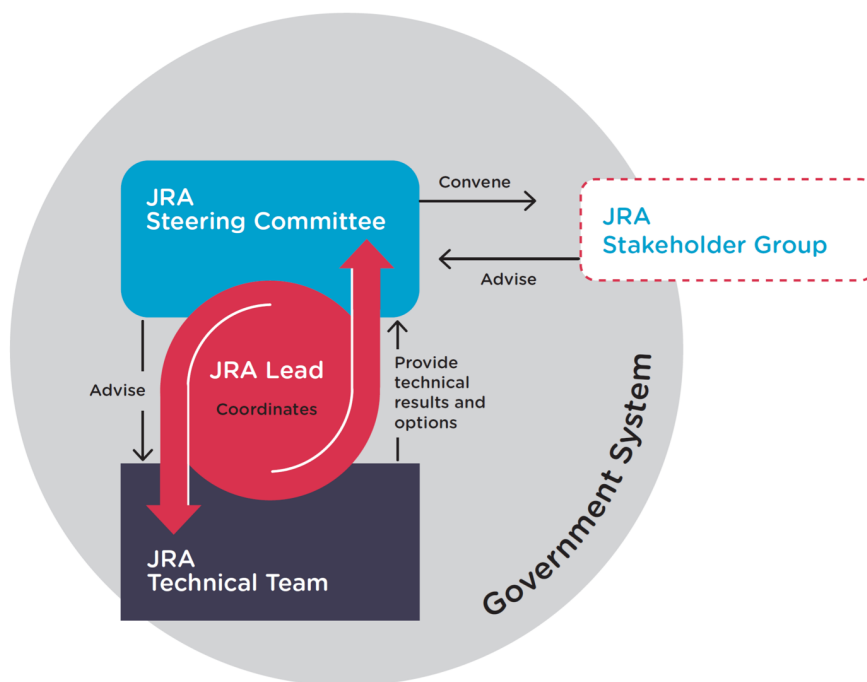 JRA
Steering Committee
Convene
JRA
Stakeholder Group
Advise
JRA Lead
Coordinates
Advise
Provide
technical
results and
options
JRA
Technical Team
Government System